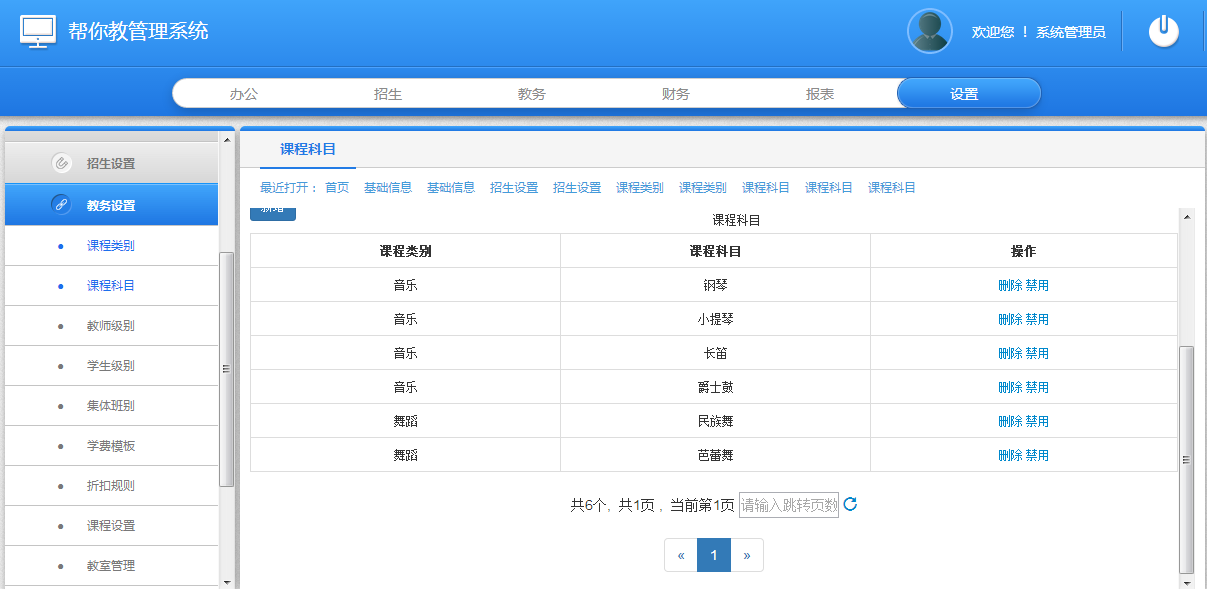 帮你教管理系统
欢迎您 ! 系统管理员
办公 招生 教务 财务 报表 设置
招生设置
教务设置
课程类别
课程科目
教师级别
学生级别
集体班别
学费模板
折扣规则
课程设置
教室管理
课程科目
最近打开： 首页 基础信息 基础信息 招生设置 招生设置 课程类别 课程类别 课程科目 课程科目 课程科目
新增
课程科目
课程类别 课程科目 操作
音乐 钢琴 删除 禁用
音乐 小提琴 删除 禁用
音乐 长笛 删除 禁用
音乐 爵士鼓 删除 禁用
舞蹈 民族舞 删除 禁用
舞蹈 芭蕾舞 删除 禁用
共6个, 共1页 , 当前第1页 请输入跳转页数
« 1 »